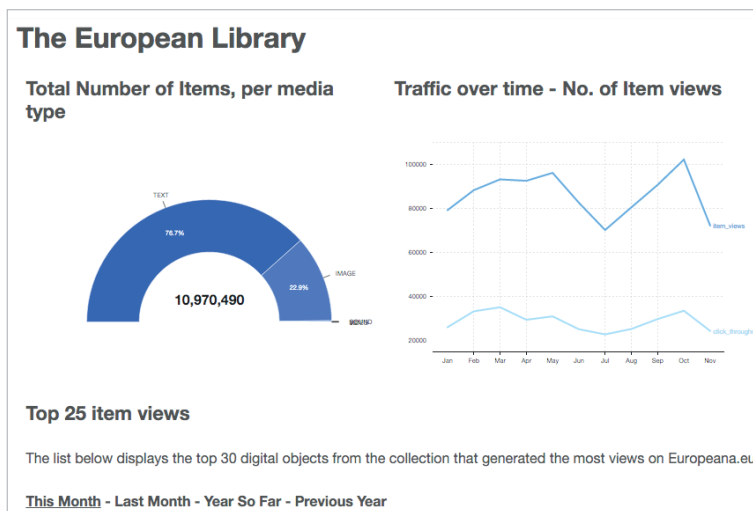 The European Library
Total Number of Items, per media
type
TEXT
76.7%
IMAGE
22.9%
10,970,490
Traffic over time - No. of Item views
100000
80000
60000
40000
20000
item_views
Jan Feb Mar Apr May Jun Jul Aug Sep Oct Nov
Top 25 item views
The list below displays the top 30 digital objects from the collection that generated the most views on Europeana.eu
This Month - Last Month - Year So Far - Previous Year